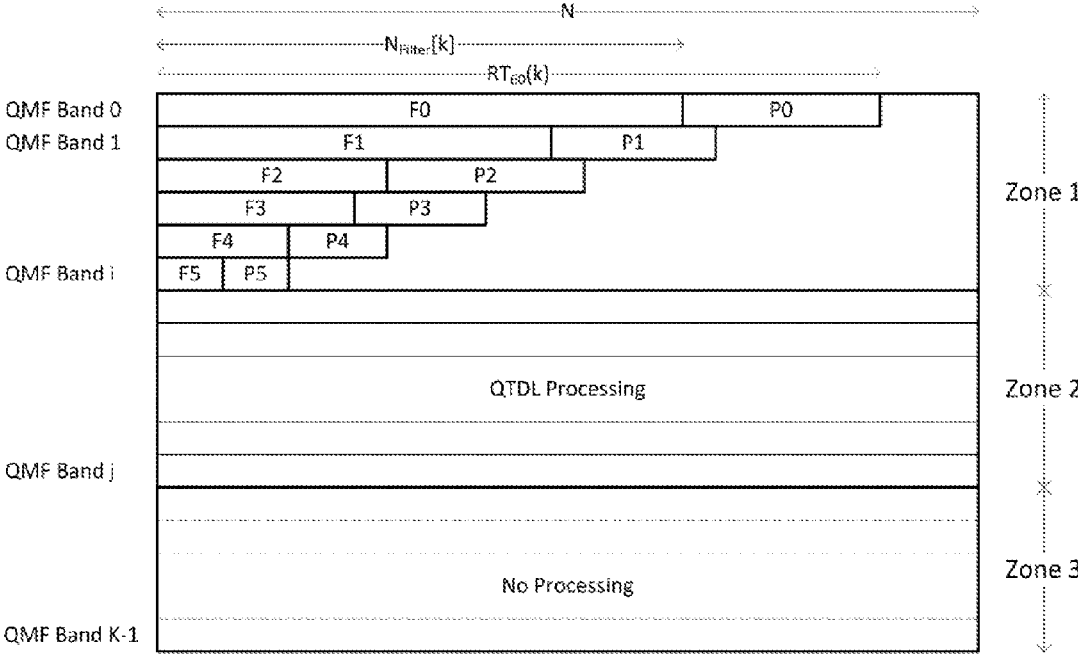 N
N_Filter[k]
RT_60(k)
QMF Band 0 F0 P0
QMF Band 1 F1 P1
F2 P2
Zone 1
F3 P3
F4 P4
QMF Band i F5 P5
QTDL Processing
Zone 2
QMF Band j
No Processing
Zone 3
QMF Band K-1